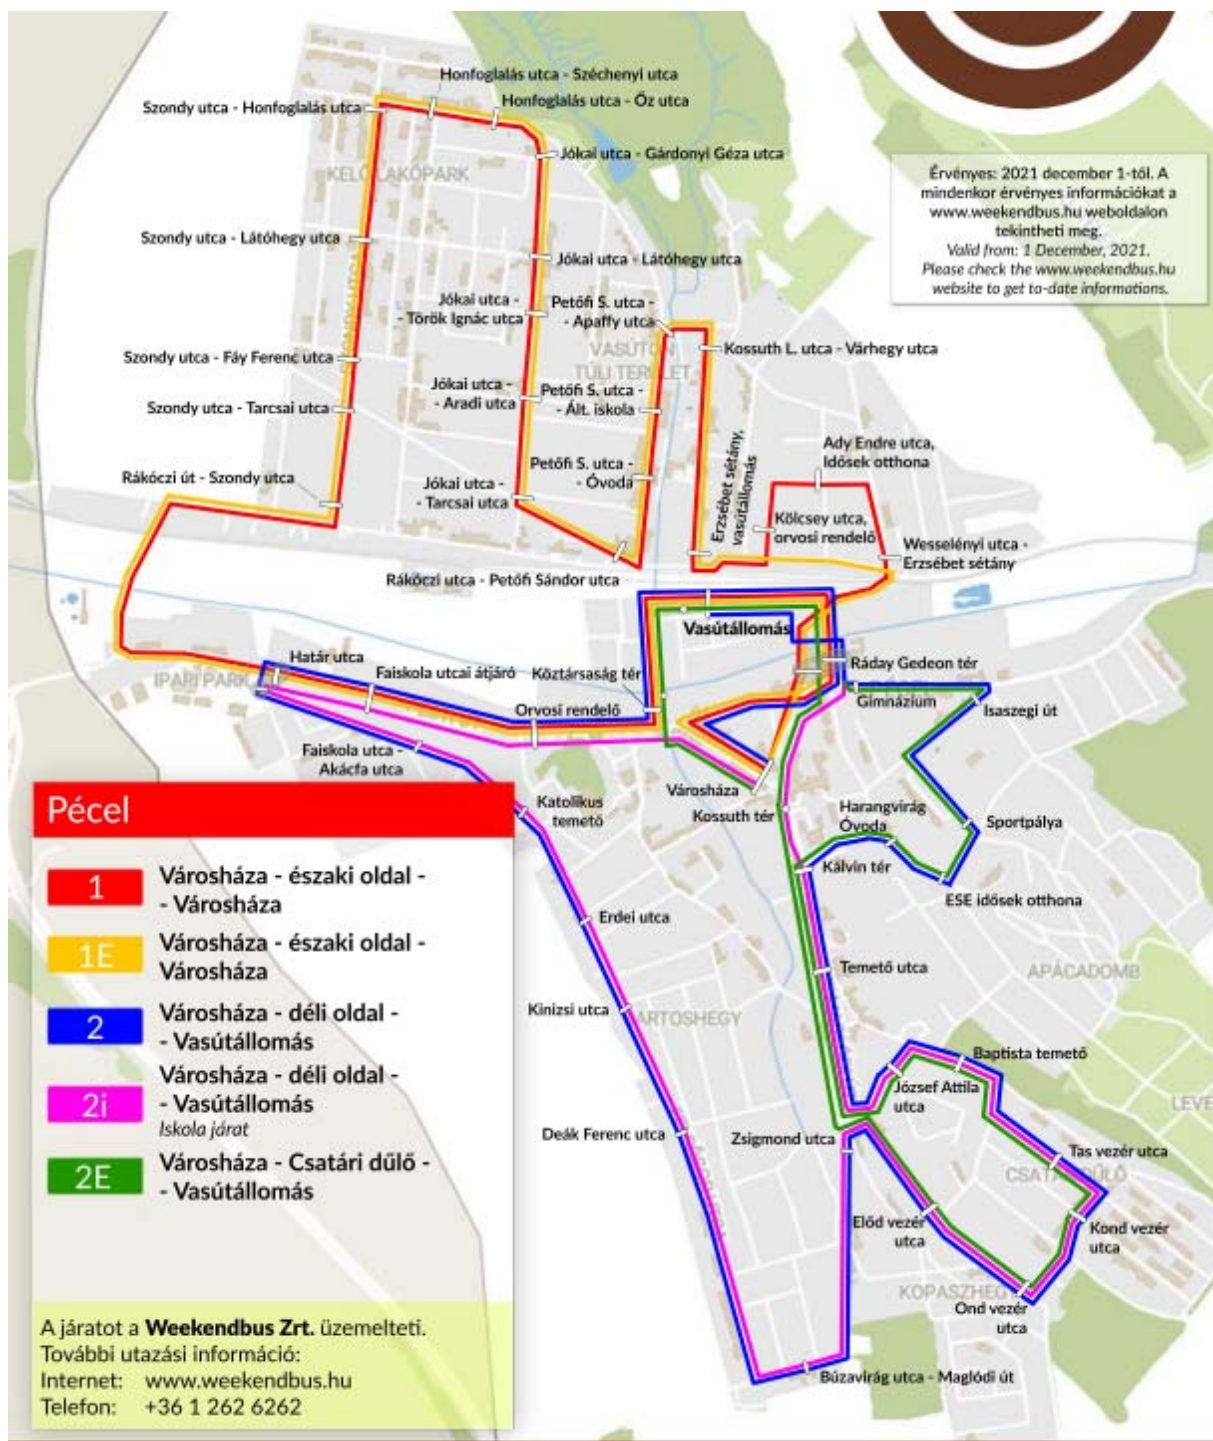 Honfoglalás utca - Széchenyi utca
Szondy utca - Honfoglalás utca
Honfoglalás utca - Őz utca
Jókai utca - Gárdonyi Géza utca
KELŐ LAKÓPARK
Érvényes: 2021 december 1-től. A
mindenkor érvényes információkat a
www.weekendbus.hu weboldalon
tekintheti meg.
Valid from: 1 December, 2021.
Please check the www.weekendbus.hu
website to get to-date informations.
Szondy utca - Látóhegy utca
Jókai utca - Látóhegy utca
Jókai utca -
- Török Ignác utca
Petőfi S. utca -
- Apaffy utca
Szondy utca - Fáy Ferenc utca
VASÚTON
TÚLI TERÜLET
Kossuth L. utca - Várhegy utca
Jókai utca -
- Aradi utca
Petőfi S. utca -
- Ált. iskola
Szondy utca - Tarcsai utca
Erzsébet sétány,
vasútállomás
Ady Endre utca,
Idősek otthona
Rákóczi út - Szondy utca
Jókai utca -
- Tarcsai utca
Petőfi S. utca -
- Óvoda
Kölcsey utca,
orvosi rendelő
Wesselényi utca -
Erzsébet sétány
Rákóczi utca - Petőfi Sándor utca
Vasútállomás
Határ utca
IPARI PARK
Faiskola utcai átjáró
Köztársaság tér
Ráday Gedeon tér
Orvosi rendelő
Gimnázium
Isaszegi út
Faiskola utca -
Akácfa utca
Városháza
Kossuth tér
Katolikus
temető
Harangvirág
Óvoda
Sportpálya
Kálvin tér
ESE idősek otthona
Erdei utca
Temető utca
APÁCADOMB
Kinizsi utca
ARTOSHEGY
Baptista temető
József Attila
utca
LEVE
Deák Ferenc utca
Zsigmond utca
Tas vezér utca
Előd vezér
utca
Kond vezér
utca
KOPASZHEGY
Ond vezér
utca
Búzavirág utca - Maglódi út
Pécel
1
Városháza - északi oldal -
- Városháza
1E
Városháza - északi oldal -
Városháza
2
Városháza - déli oldal -
- Vasútállomás
2i
Városháza - déli oldal -
- Vasútállomás
Iskola járat
2E
Városháza - Csatári dűlő -
- Vasútállomás
A járatot a Weekendbus Zrt. üzemelteti.
További utazási információ:
Internet: www.weekendbus.hu
Telefon: +36 1 262 6262